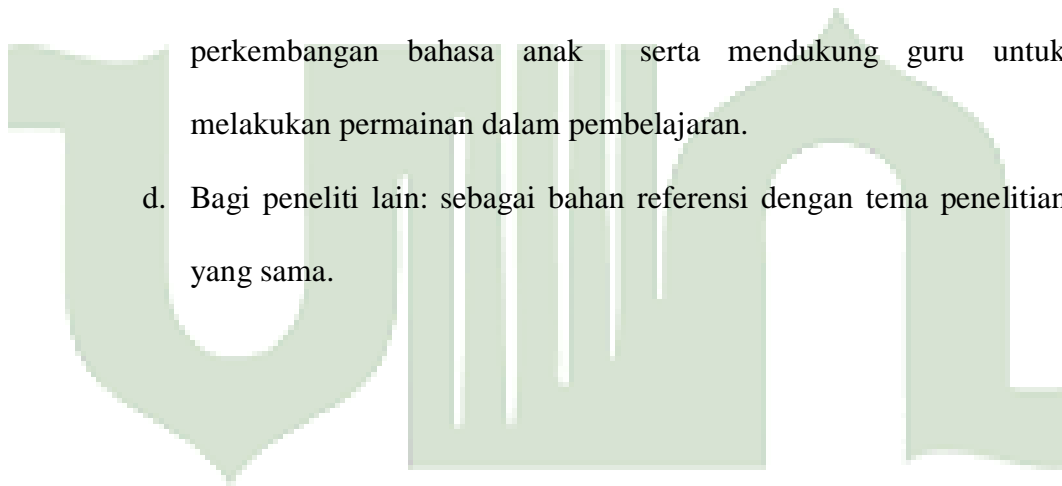 perkembangan bahasa anak serta mendukung guru untuk
melakukan permainan dalam pembelajaran.
d. Bagi peneliti lain: sebagai bahan referensi dengan tema penelitian
yang sama.